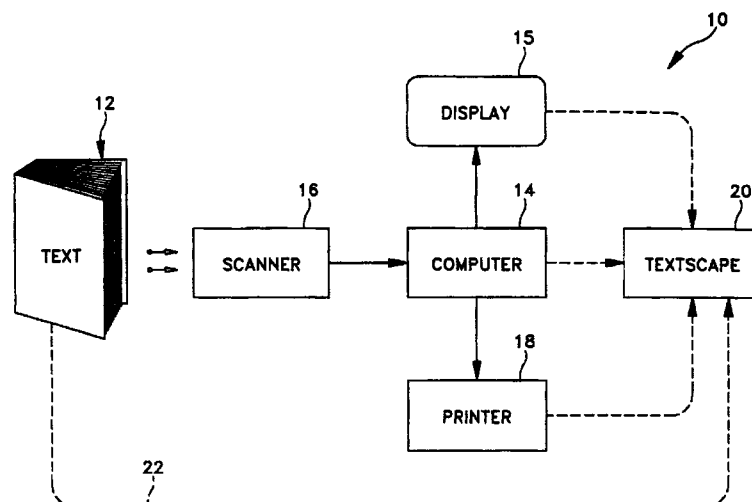 10
15
12
DISPLAY
20
16
14
TEXT
SCANNER
COMPUTER
TEXTSCAPE
18
PRINTER
22